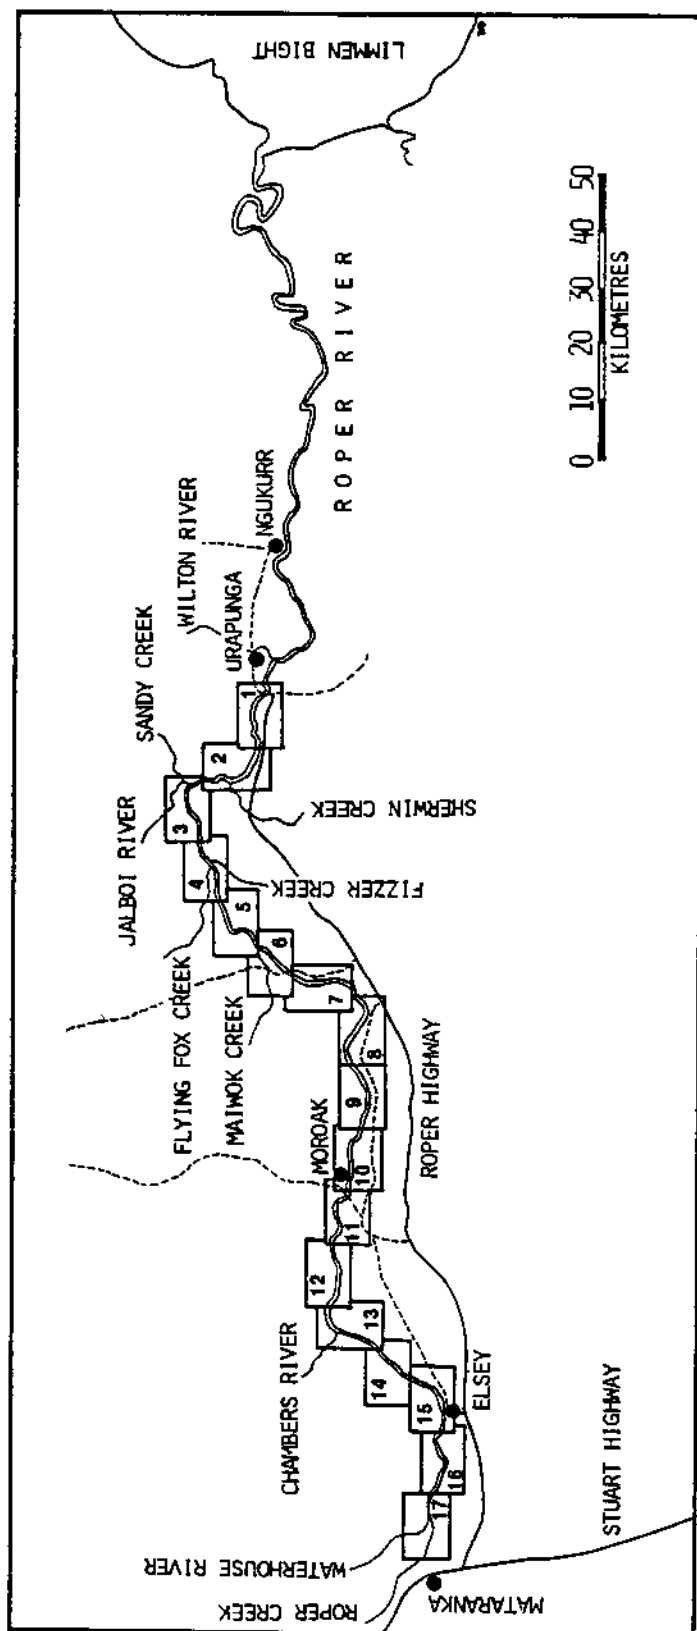 LIMMEN BIGHT
ROPER RIVER
50
40
30
20
10
0
KILOMETRES
NGUKURR
WILTON RIVER
URAPUNGA
SANDY CREEK
JALBOI RIVER
SHERWIN CREEK
FIZZER CREEK
FLYING FOX CREEK
MAIWOK CREEK
MOROAK
ROPER HIGHWAY
CHAMBERS RIVER
ELSEY
STUART HIGHWAY
WATERHOUSE RIVER
ROPER CREEK
MATARANKA
1
2
3
4
5
6
7
8
9
10
11
12
13
14
15
16
17